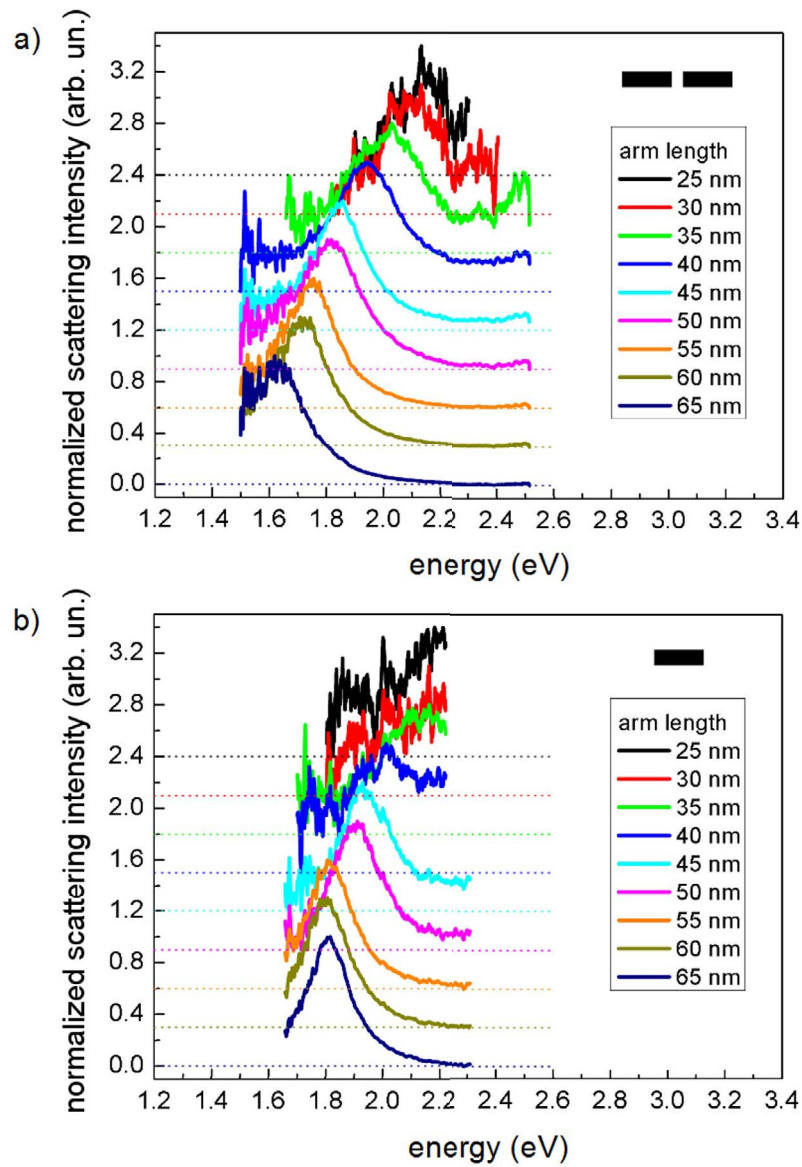 a)
normalized scattering intensity (arb. un.)
3.2
2.8
2.4
2.0
1.6
1.2
0.8
0.4
0.0
arm length
25 nm
30 nm
35 nm
40 nm
45 nm
50 nm
55 nm
60 nm
65 nm
1.2 1.4 1.6 1.8 2.0 2.2 2.4 2.6 2.8 3.0 3.2 3.4
energy (eV)
b)
normalized scattering intensity (arb. un.)
3.2
2.8
2.4
2.0
1.6
1.2
0.8
0.4
0.0
arm length
25 nm
30 nm
35 nm
40 nm
45 nm
50 nm
55 nm
60 nm
65 nm
1.2 1.4 1.6 1.8 2.0 2.2 2.4 2.6 2.8 3.0 3.2 3.4
energy (eV)